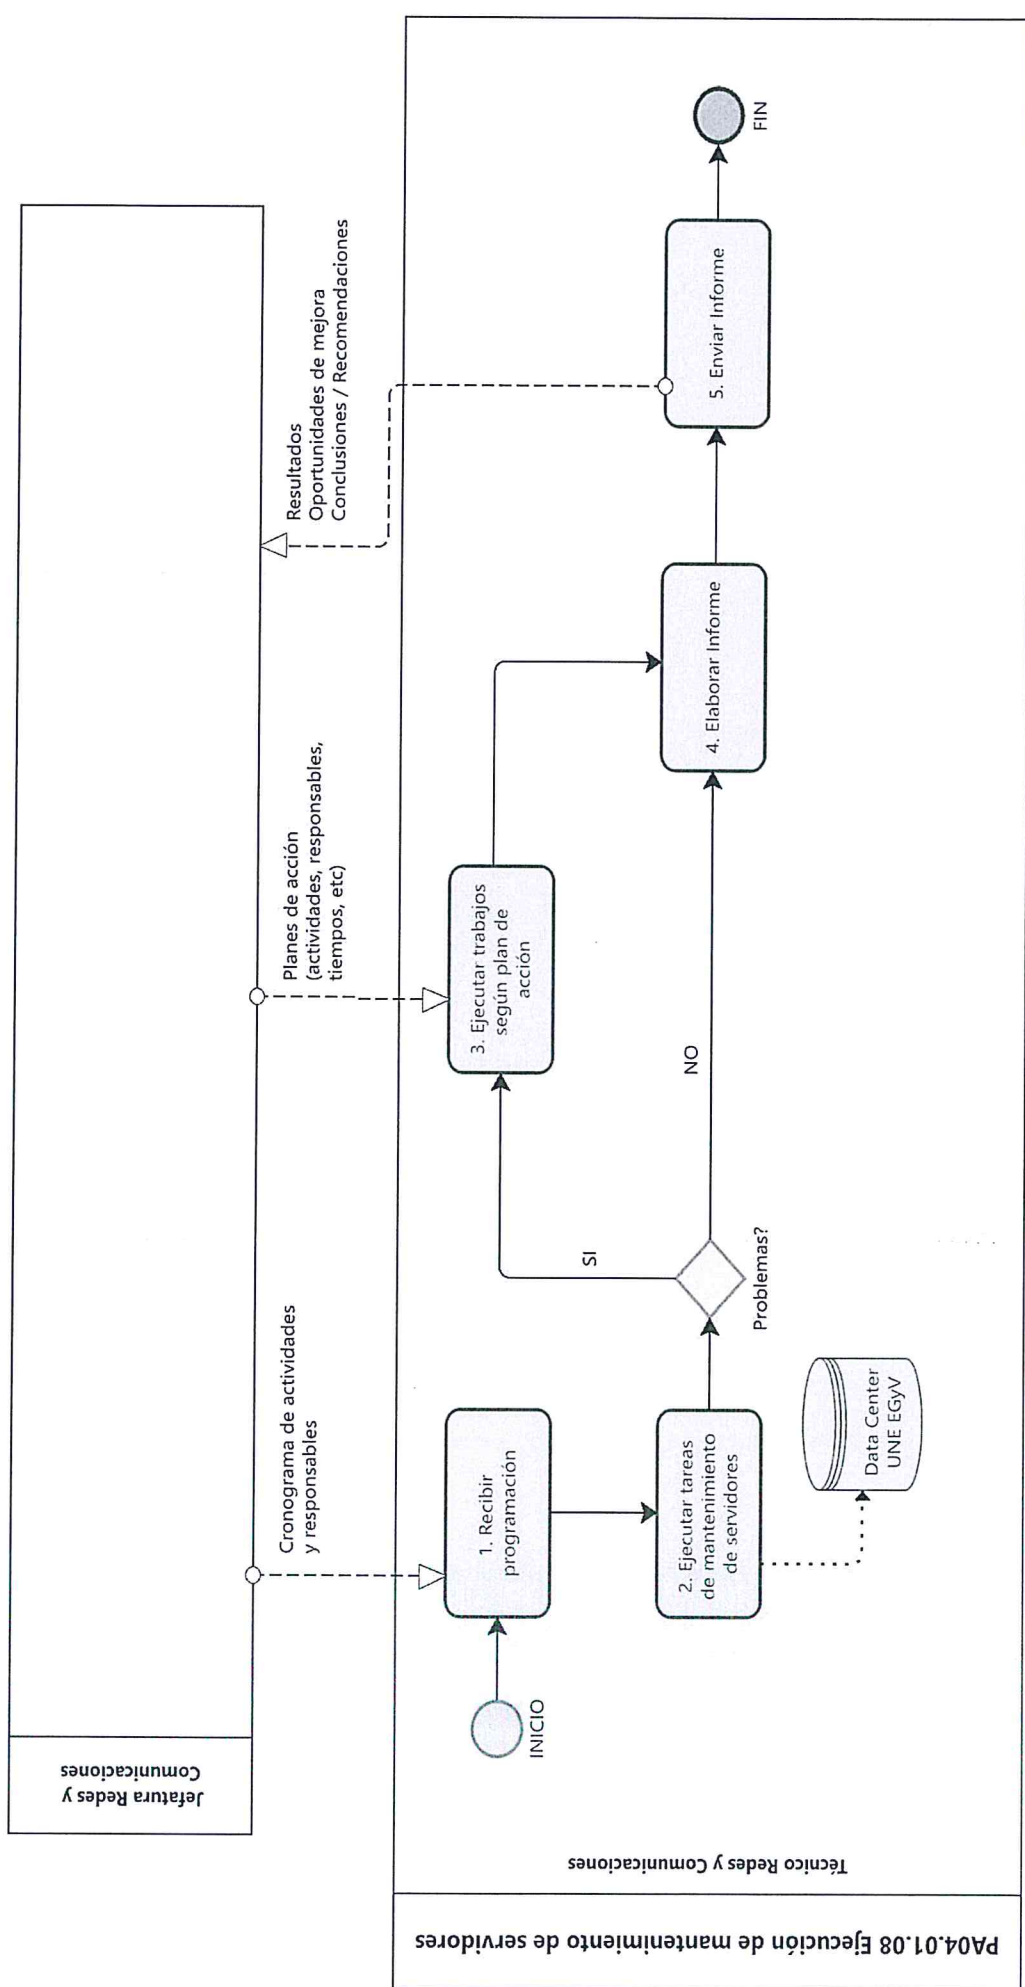 Jefatura Redes y
Comunicaciones
Cronograma de actividades
y responsables
Planes de acción
(actividades, responsables,
tiempos, etc)
Resultados
Oportunidades de mejora
Conclusiones / Recomendaciones
PA04.01.08 Ejecución de mantenimiento de servidores
Técnico Redes y Comunicaciones
INICIO
1. Recibir
programación
2. Ejecutar tareas
de mantenimiento
de servidores
Data Center
UNE EGyV
Problemas?
SI
NO
3. Ejecutar trabajos
según plan de
acción
4. Elaborar Informe
5. Enviar Informe
FIN